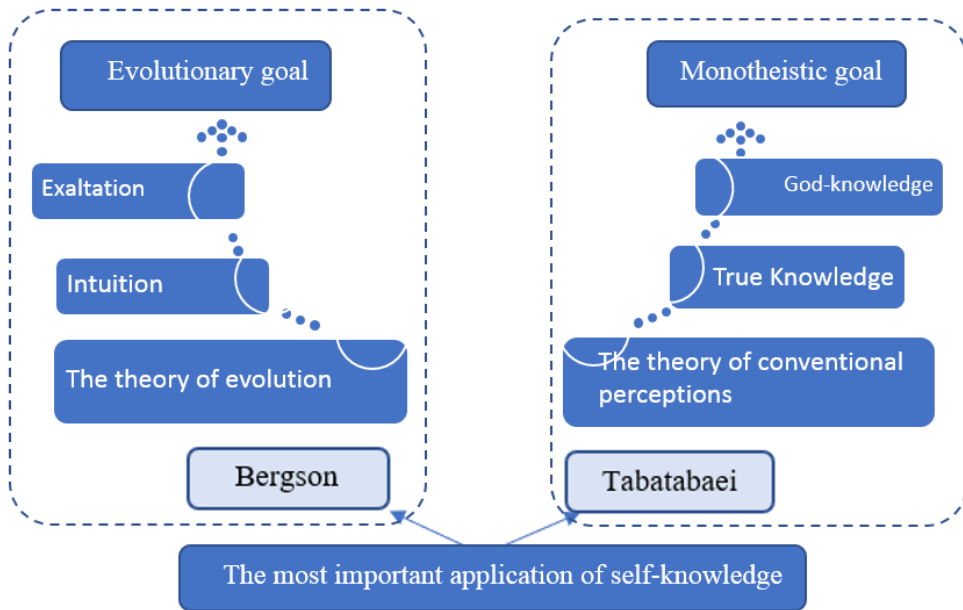 Evolutionary goal
Exaltation
Intuition
The theory of evolution
Bergson
Monotheistic goal
God-knowledge
True Knowledge
The theory of conventional
perceptions
Tabatabaei
The most important application of self-knowledge